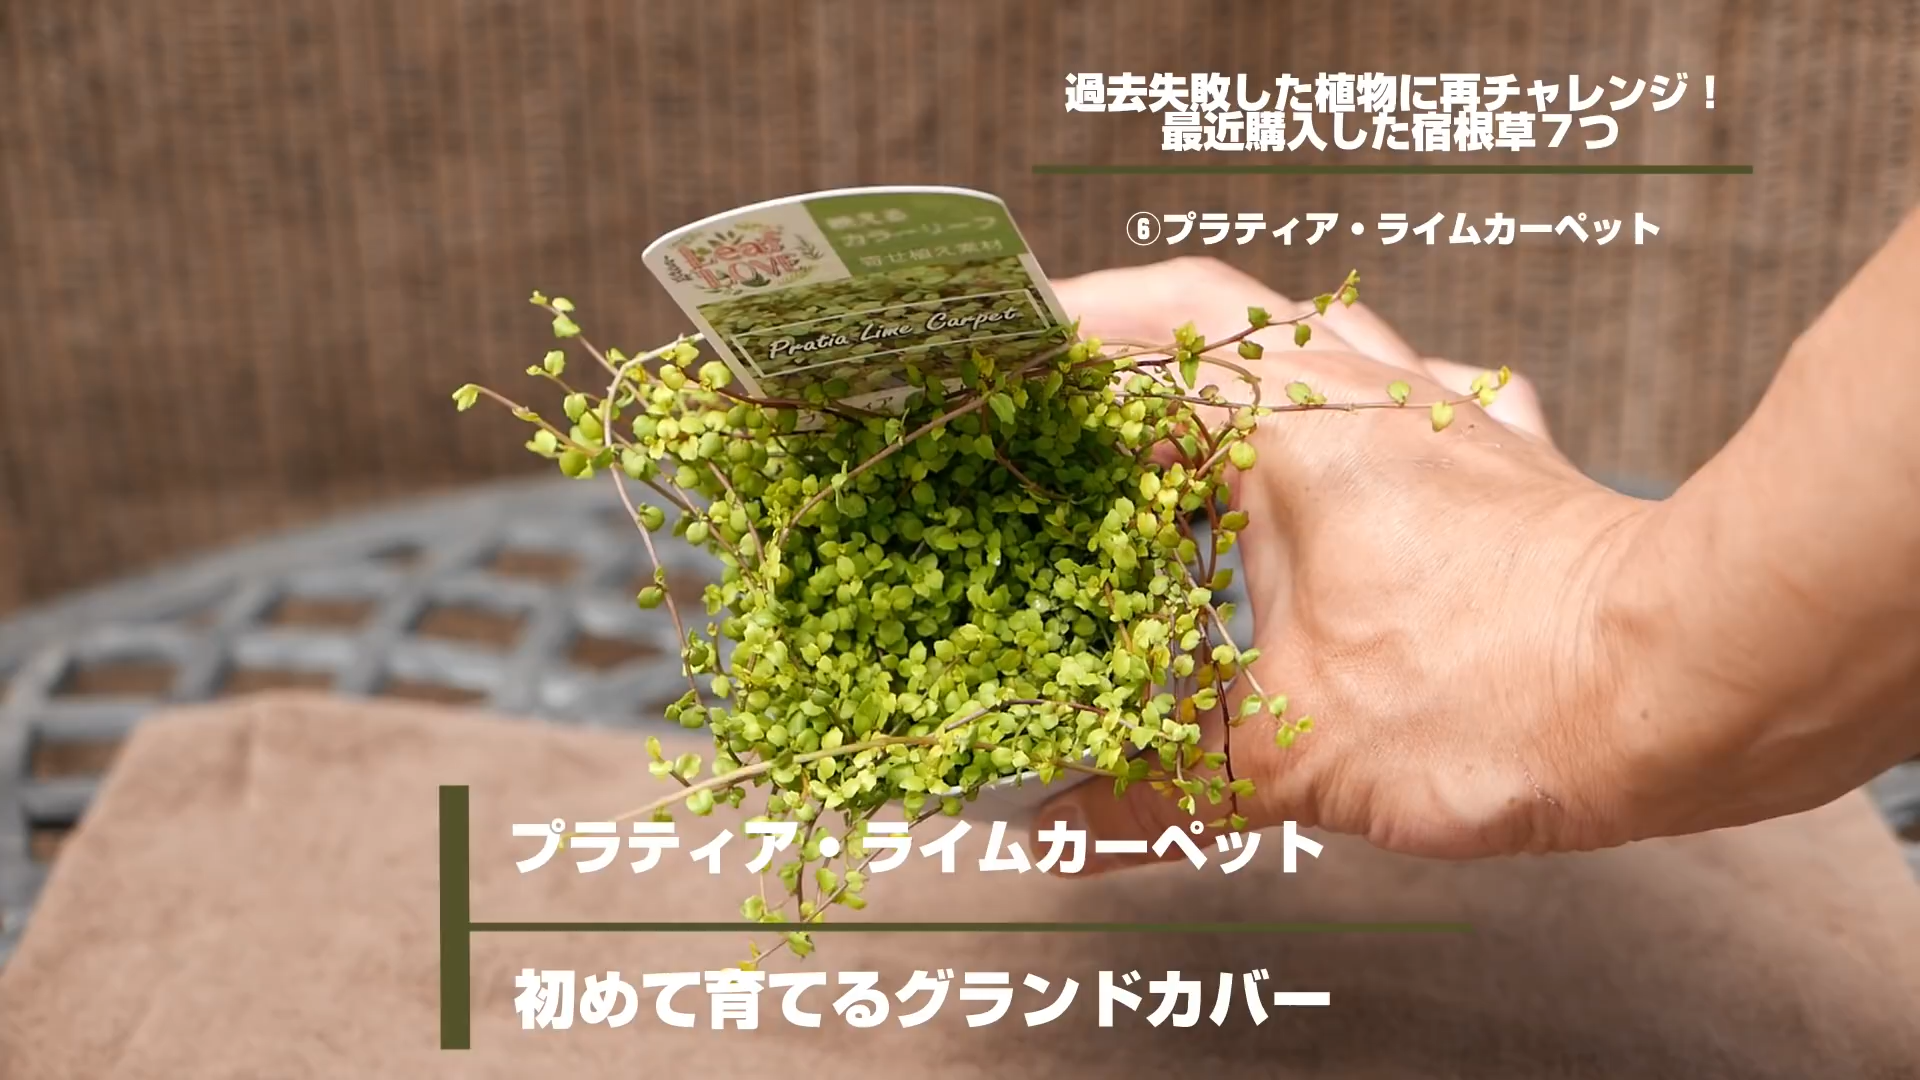 過去失敗した植物に再チャレンジ！
最近購入した宿根草７つ
⑥プラティア・ライムカーペット
Leaf
LOVE
映える
カラーリーフ
寄せ植え素材
Pratia Lime Carpet
プラティア・ライムカーペット
初めて育てるグランドカバー